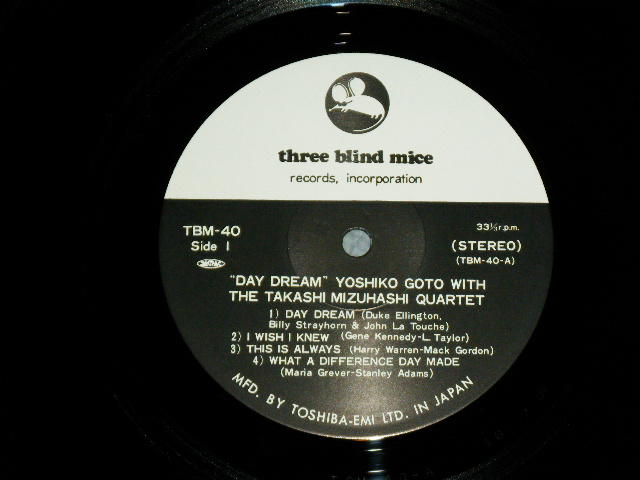 three blind mice
records, incorporation
TBM-40
Side 1
33⅓ r.p.m.
(STEREO)
(TBM-40-A)
"DAY DREAM" YOSHIKO GOTO WITH
THE TAKASHI MIZUHASHI QUARTET
1) DAY DREAM (Duke Ellington,
Billy Strayhorn & John La Touche)
2) I WISH I KNEW (Gene Kennedy-L. Taylor)
3) THIS IS ALWAYS (Harry Warren-Mack Gordon)
4) WHAT A DIFFERENCE DAY MADE
(Maria Grever-Stanley Adams)
MFD. BY TOSHIBA-EMI LTD. IN JAPAN